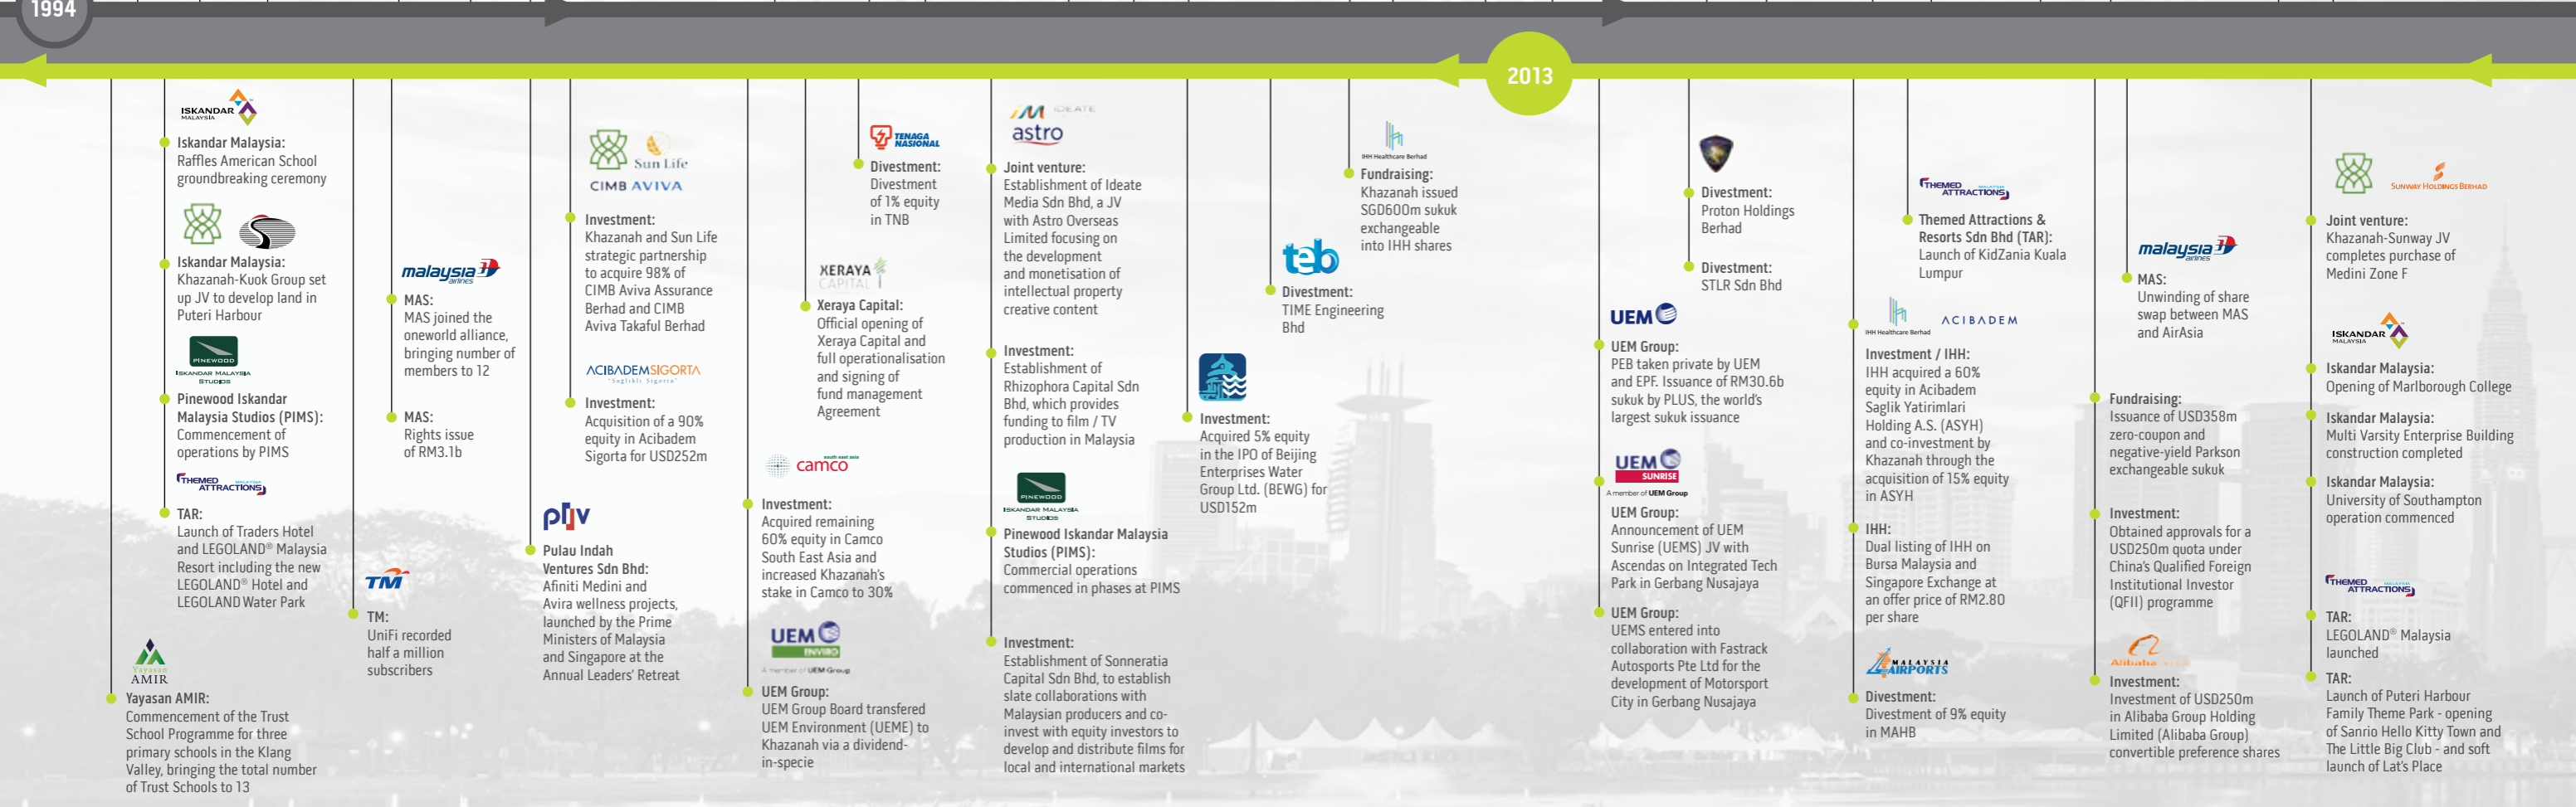 1994
2013
ISKANDAR
MALAYSIA
Iskandar Malaysia:
Raffles American School
groundbreaking ceremony
Iskandar Malaysia:
Khazanah-Kuok Group set
up JV to develop land in
Puteri Harbour
PINEWOOD
ISKANDAR MALAYSIA
STUDIOS
Pinewood Iskandar
Malaysia Studios (PIMS):
Commencement of
operations by PIMS
THEMED
ATTRACTIONS
MALAYSIA
TAR:
Launch of Traders Hotel
and LEGOLAND® Malaysia
Resort including the new
LEGOLAND® Hotel and
LEGOLAND Water Park
Yayasan
AMIR
Yayasan AMIR:
Commencement of the Trust
School Programme for three
primary schools in the Klang
Valley, bringing the total number
of Trust Schools to 13
malaysia
airlines
MAS:
MAS joined the
oneworld alliance,
bringing number of
members to 12
MAS:
Rights issue
of RM3.1b
TM
TM:
UniFi recorded
half a million
subscribers
Sun Life
CIMB AVIVA
Investment:
Khazanah and Sun Life
strategic partnership
to acquire 98% of
CIMB Aviva Assurance
Berhad and CIMB
Aviva Takaful Berhad
ACIBADEMSIGORTA
"Sağlıklı Sigorta"
Investment:
Acquisition of a 90%
equity in Acibadem
Sigorta for USD252m
Pulau Indah
Ventures Sdn Bhd:
Afiniti Medini and
Avira wellness projects,
launched by the Prime
Ministers of Malaysia
and Singapore at the
Annual Leaders' Retreat
TENAGA
NASIONAL
Divestment:
Divestment
of 1% equity
in TNB
XERAYA
CAPITAL
Xeraya Capital:
Official opening of
Xeraya Capital and
full operationalisation
and signing of
fund management
Agreement
south east asia
camco
Investment:
Acquired remaining
60% equity in Camco
South East Asia and
increased Khazanah's
stake in Camco to 30%
UEM
ENVIRO
A member of UEM Group
UEM Group:
UEM Group Board transfered
UEM Environment (UEME) to
Khazanah via a dividend-
in-specie
IDEATE
astro
Joint venture:
Establishment of Ideate
Media Sdn Bhd, a JV
with Astro Overseas
Limited focusing on
the development
and monetisation of
intellectual property
creative content
Investment:
Establishment of
Rhizophora Capital Sdn
Bhd, which provides
funding to film / TV
production in Malaysia
PINEWOOD
ISKANDAR MALAYSIA
STUDIOS
Pinewood Iskandar Malaysia
Studios (PIMS):
Commercial operations
commenced in phases at PIMS
Investment:
Establishment of Sonneratia
Capital Sdn Bhd, to establish
slate collaborations with
Malaysian producers and co-
invest with equity investors to
develop and distribute films for
local and international markets
Investment:
Acquired 5% equity
in the IPO of Beijing
Enterprises Water
Group Ltd. (BEWG) for
USD152m
teb
Divestment:
TIME Engineering
Bhd
IHH Healthcare Berhad
Fundraising:
Khazanah issued
SGD600m sukuk
exchangeable
into IHH shares
UEM
UEM Group:
PEB taken private by UEM
and EPF. Issuance of RM30.6b
sukuk by PLUS, the world's
largest sukuk issuance
UEM
SUNRISE
A member of UEM Group
UEM Group:
Announcement of UEM
Sunrise (UEMS) JV with
Ascendas on Integrated Tech
Park in Gerbang Nusajaya
UEM Group:
UEMS entered into
collaboration with Fastrack
Autosports Pte Ltd for the
development of Motorsport
City in Gerbang Nusajaya
Divestment:
Proton Holdings
Berhad
Divestment:
STLR Sdn Bhd
THEMED
ATTRACTIONS
MALAYSIA
Themed Attractions &
Resorts Sdn Bhd (TAR):
Launch of KidZania Kuala
Lumpur
IHH Healthcare Berhad
ACIBADEM
Investment / IHH:
IHH acquired a 60%
equity in Acibadem
Saglik Yatirimlari
Holding A.S. (ASYH)
and co-investment by
Khazanah through the
acquisition of 15% equity
in ASYH
IHH:
Dual listing of IHH on
Bursa Malaysia and
Singapore Exchange at
an offer price of RM2.80
per share
MALAYSIA
AIRPORTS
Divestment:
Divestment of 9% equity
in MAHB
malaysia
airlines
MAS:
Unwinding of share
swap between MAS
and AirAsia
Fundraising:
Issuance of USD358m
zero-coupon and
negative-yield Parkson
exchangeable sukuk
Investment:
Obtained approvals for a
USD250m quota under
China's Qualified Foreign
Institutional Investor
(QFII) programme
Alibaba
Investment:
Investment of USD250m
in Alibaba Group Holding
Limited (Alibaba Group)
convertible preference shares
SUNWAY HOLDINGS BERHAD
Joint venture:
Khazanah-Sunway JV
completes purchase of
Medini Zone F
ISKANDAR
MALAYSIA
Iskandar Malaysia:
Opening of Marlborough College
Iskandar Malaysia:
Multi Varsity Enterprise Building
construction completed
Iskandar Malaysia:
University of Southampton
operation commenced
THEMED
ATTRACTIONS
MALAYSIA
TAR:
LEGOLAND® Malaysia
launched
TAR:
Launch of Puteri Harbour
Family Theme Park - opening
of Sanrio Hello Kitty Town and
The Little Big Club - and soft
launch of Lat's Place